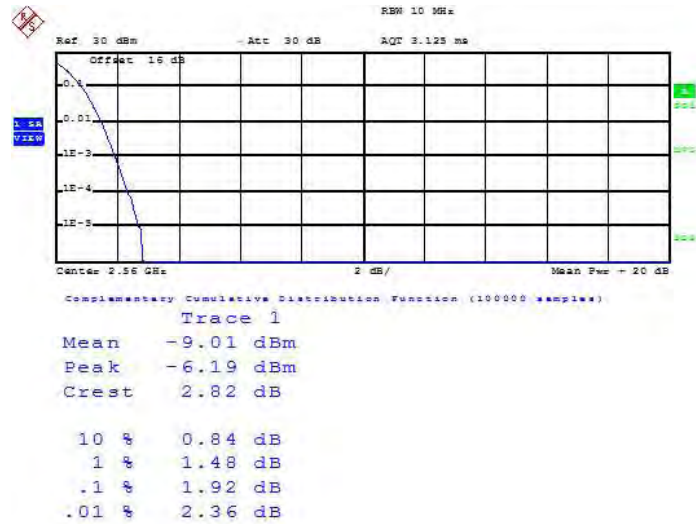 R/S
RBW 10 MHz
Ref 30 dBm Att 30 dB AQT 3.125 ms
Offset 16 dB
0.1
1 SA
VIEW
0.01
1E-3
1E-4
1E-5
Center 2.56 GHz 2 dB/ Mean Pwr + 20 dB
Complementary Cumulative Distribution Function (100000 samples)
Trace 1
Mean -9.01 dBm
Peak -6.19 dBm
Crest 2.82 dB
10 % 0.84 dB
1 % 1.48 dB
.1 % 1.92 dB
.01 % 2.36 dB